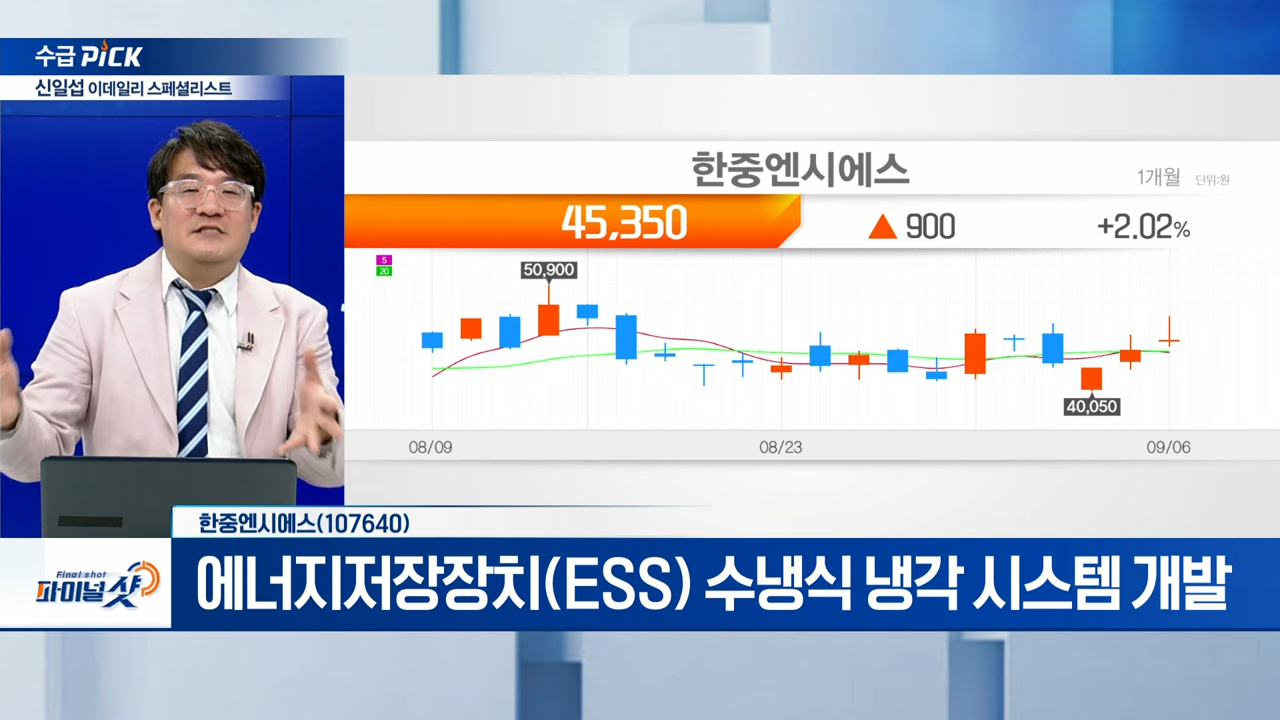 수급 PiCK
신일섭 이데일리 스페셜리스트
한중엔시에스
1개월 단위:원
45,350 ▲ 900 +2.02%
5
20
50,900
40,050
08/09 08/23 09/06
한중엔시에스(107640)
Final shot
파이널샷
에너지저장장치(ESS) 수냉식 냉각 시스템 개발